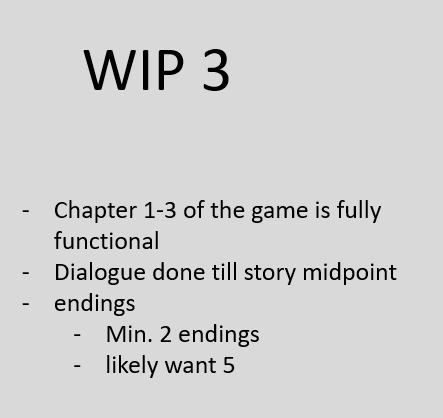 WIP 3
- Chapter 1-3 of the game is fully
functional
- Dialogue done till story midpoint
- endings
- Min. 2 endings
- likely want 5